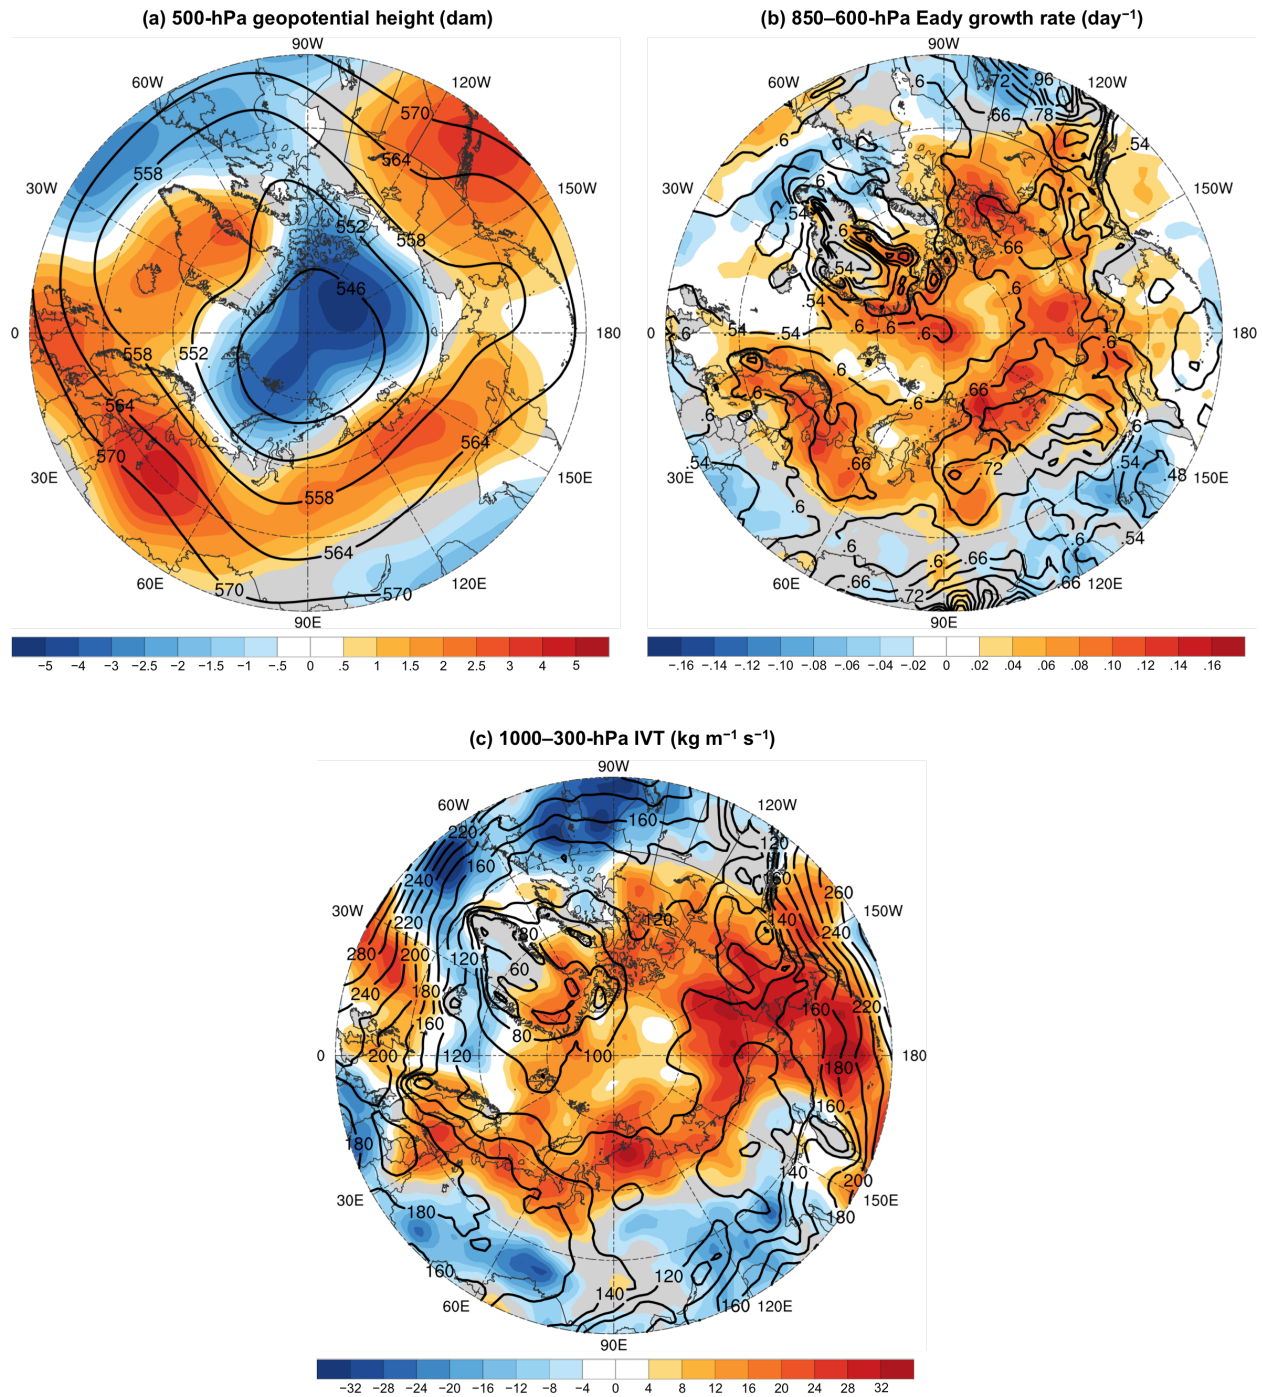 (a) 500-hPa geopotential height (dam)
90W
60W
120W
30W
150W
0
180
30E
150E
60E
120E
90E
570
564
558
552
558
546
558
552
564
570
564
558
564
570
570
−5 −4 −3 −2.5 −2 −1.5 −1 −.5 0 .5 1 1.5 2 2.5 3 4 5
(b) 850–600-hPa Eady growth rate (day⁻¹)
90W
60W
120W
30W
150W
0
180
30E
150E
60E
120E
90E
.6
.72
.96
.66
.78
.54
.6
.6
.54
.6
.66
.54
.54
.6
.6
.6
.6
.6
.54
.54
.6
.6
.6
.66
.6
.6
.6
.54
.66
.72
.54
.48
.6
.6
.6
.54
.6
.66
.66
.72
.66
−.16 −.14 −.12 −.10 −.08 −.06 −.04 −.02 0 .02 .04 .06 .08 .10 .12 .14 .16
(c) 1000–300-hPa IVT (kg m⁻¹ s⁻¹)
90W
60W
120W
30W
150W
0
180
30E
150E
60E
120E
90E
160
220
120
160
160
240
260
220
120
140
240
80
280
200
120
60
240
180
220
160
160
80
200
120
100
180
160
180
140
200
180
180
160
120
140
160
−32 −28 −24 −20 −16 −12 −8 −4 0 4 8 12 16 20 24 28 32